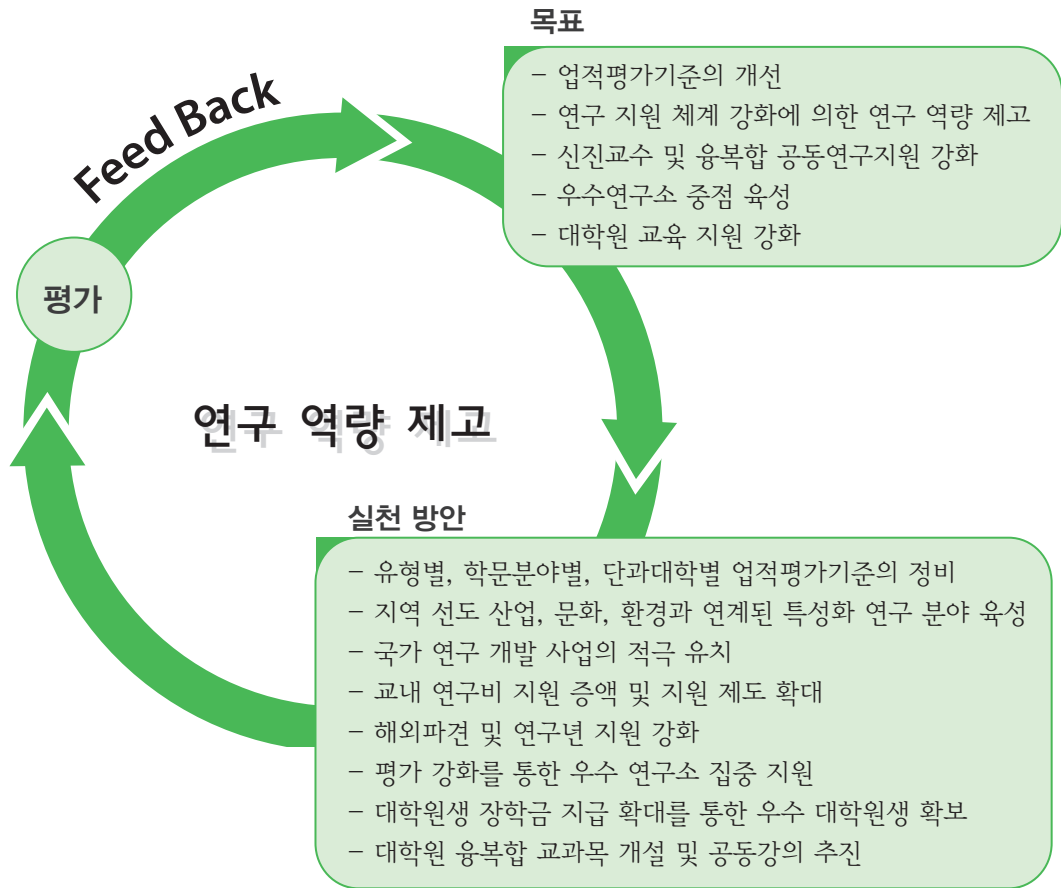 목표
– 업적평가기준의 개선
– 연구 지원 체계 강화에 의한 연구 역량 제고
– 신진교수 및 융복합 공동연구지원 강화
– 우수연구소 중점 육성
– 대학원 교육 지원 강화
Feed Back
평가
연구 역량 제고
실천 방안
– 유형별, 학문분야별, 단과대학별 업적평가기준의 정비
– 지역 선도 산업, 문화, 환경과 연계된 특성화 연구 분야 육성
– 국가 연구 개발 사업의 적극 유치
– 교내 연구비 지원 증액 및 지원 제도 확대
– 해외파견 및 연구년 지원 강화
– 평가 강화를 통한 우수 연구소 집중 지원
– 대학원생 장학금 지급 확대를 통한 우수 대학원생 확보
– 대학원 융복합 교과목 개설 및 공동강의 추진